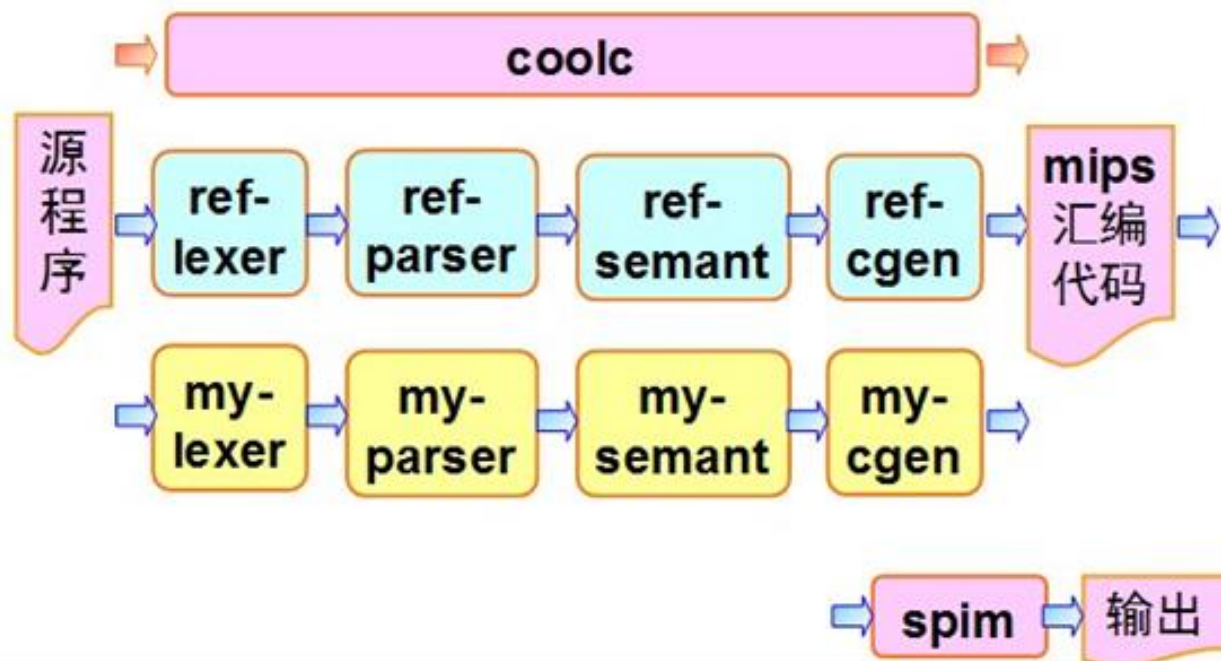 coolc
源
程
序
ref-
lexer
ref-
parser
ref-
semant
ref-
cgen
mips
汇编
代码
my-
lexer
my-
parser
my-
semant
my-
cgen
spim
输出